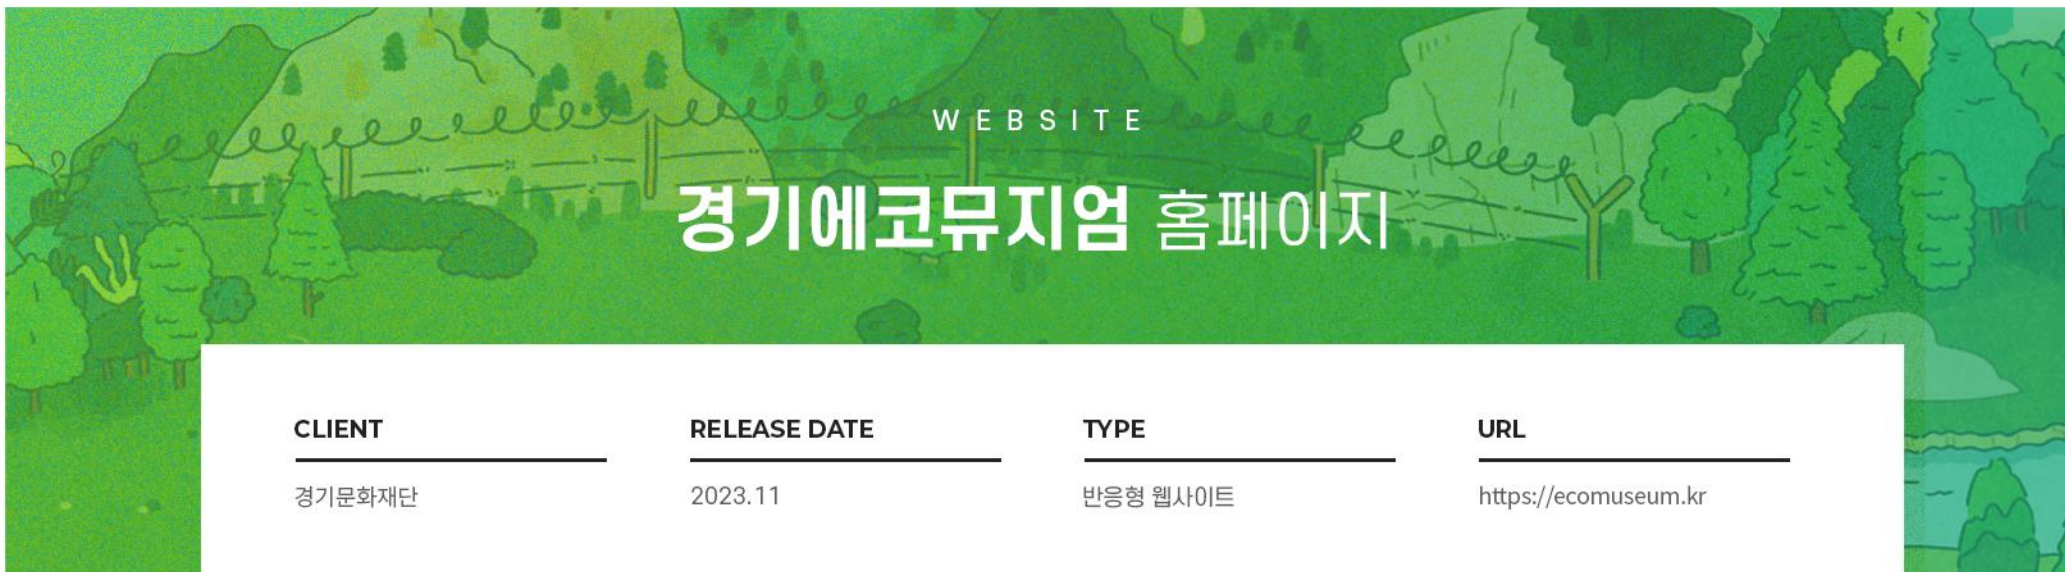 WEBSITE
경기에코뮤지엄 홈페이지
CLIENT
경기문화재단
RELEASE DATE
2023.11
TYPE
반응형 웹사이트
URL
https://ecomuseum.kr